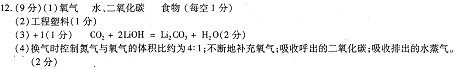 12.(9分)(1)氧气 水、二氧化碳 食物(每空1分)
(2)工程塑料(1分)
(3)+1(1分) CO₂ + 2LiOH = Li₂CO₃ + H₂O(2分)
(4)换气时控制氮气与氧气的体积比约为4:1;不断地补充氧气;吸收呼出的二氧化碳;吸收排出的水蒸气。
(2分)